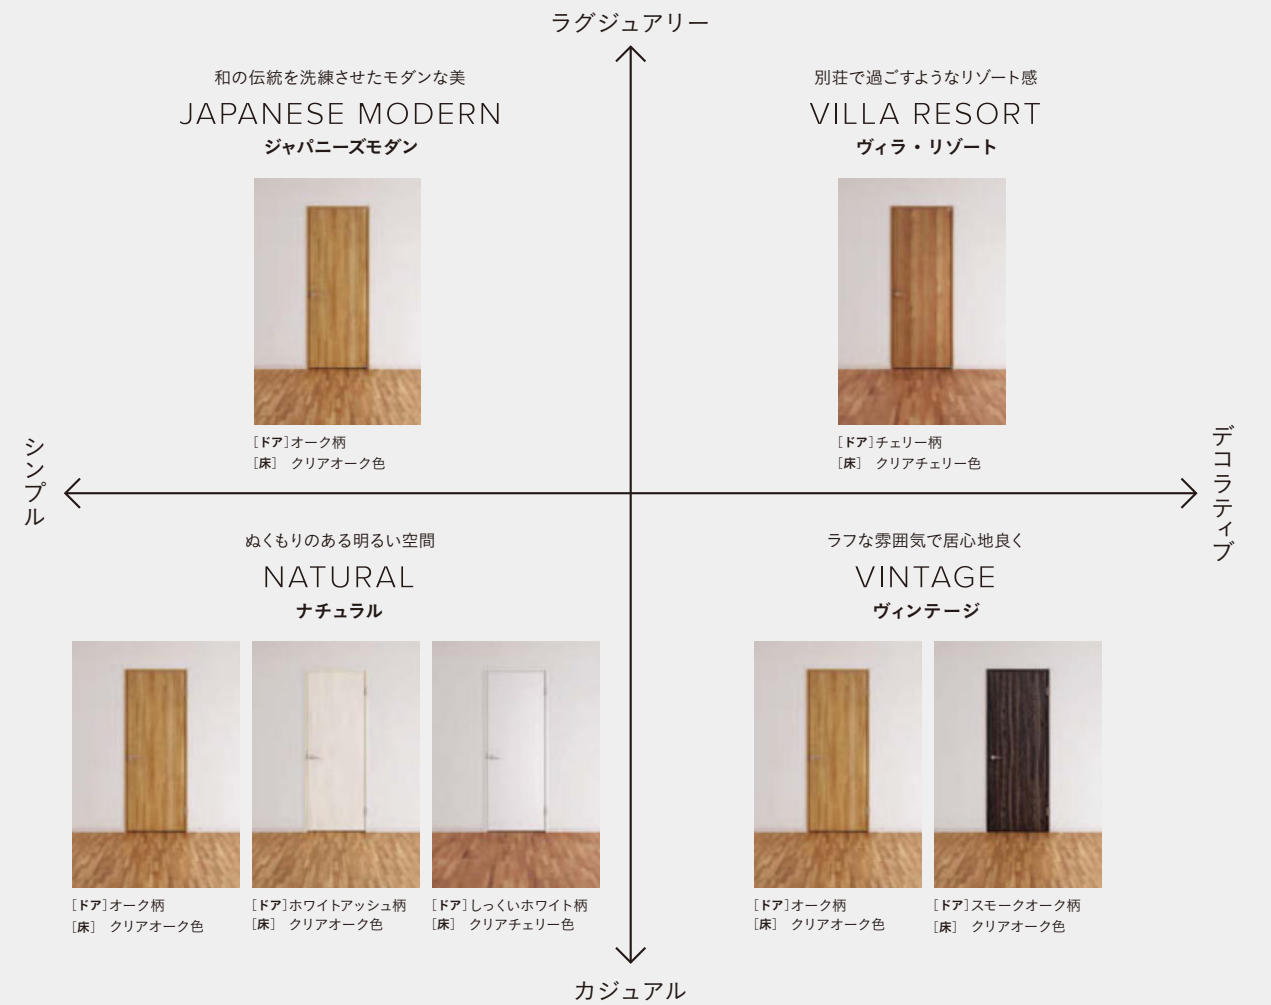 ラグジュアリー
和の伝統を洗練させたモダンな美
JAPANESE MODERN
ジャパニーズモダン
[ドア]オーク柄
[床] クリアオーク色
別荘で過ごすようなリゾート感
VILLA RESORT
ヴィラ・リゾート
[ドア]チェリー柄
[床] クリアチェリー色
シンプル
デコラティブ
ぬくもりのある明るい空間
NATURAL
ナチュラル
[ドア]オーク柄
[床] クリアオーク色
[ドア]ホワイトアッシュ柄
[床] クリアオーク色
[ドア]しっくいホワイト柄
[床] クリアチェリー色
ラフな雰囲気で居心地良く
VINTAGE
ヴィンテージ
[ドア]オーク柄
[床] クリアオーク色
[ドア]スモークオーク柄
[床] クリアオーク色
カジュアル